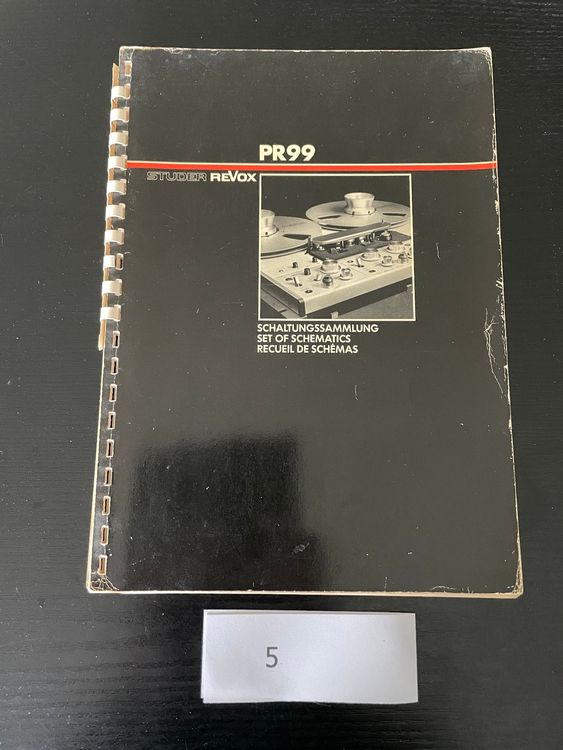 PR99
STUDER REVOX
SCHALTUNGSSAMMLUNG
SET OF SCHEMATICS
RECUEIL DE SCHÉMAS
5